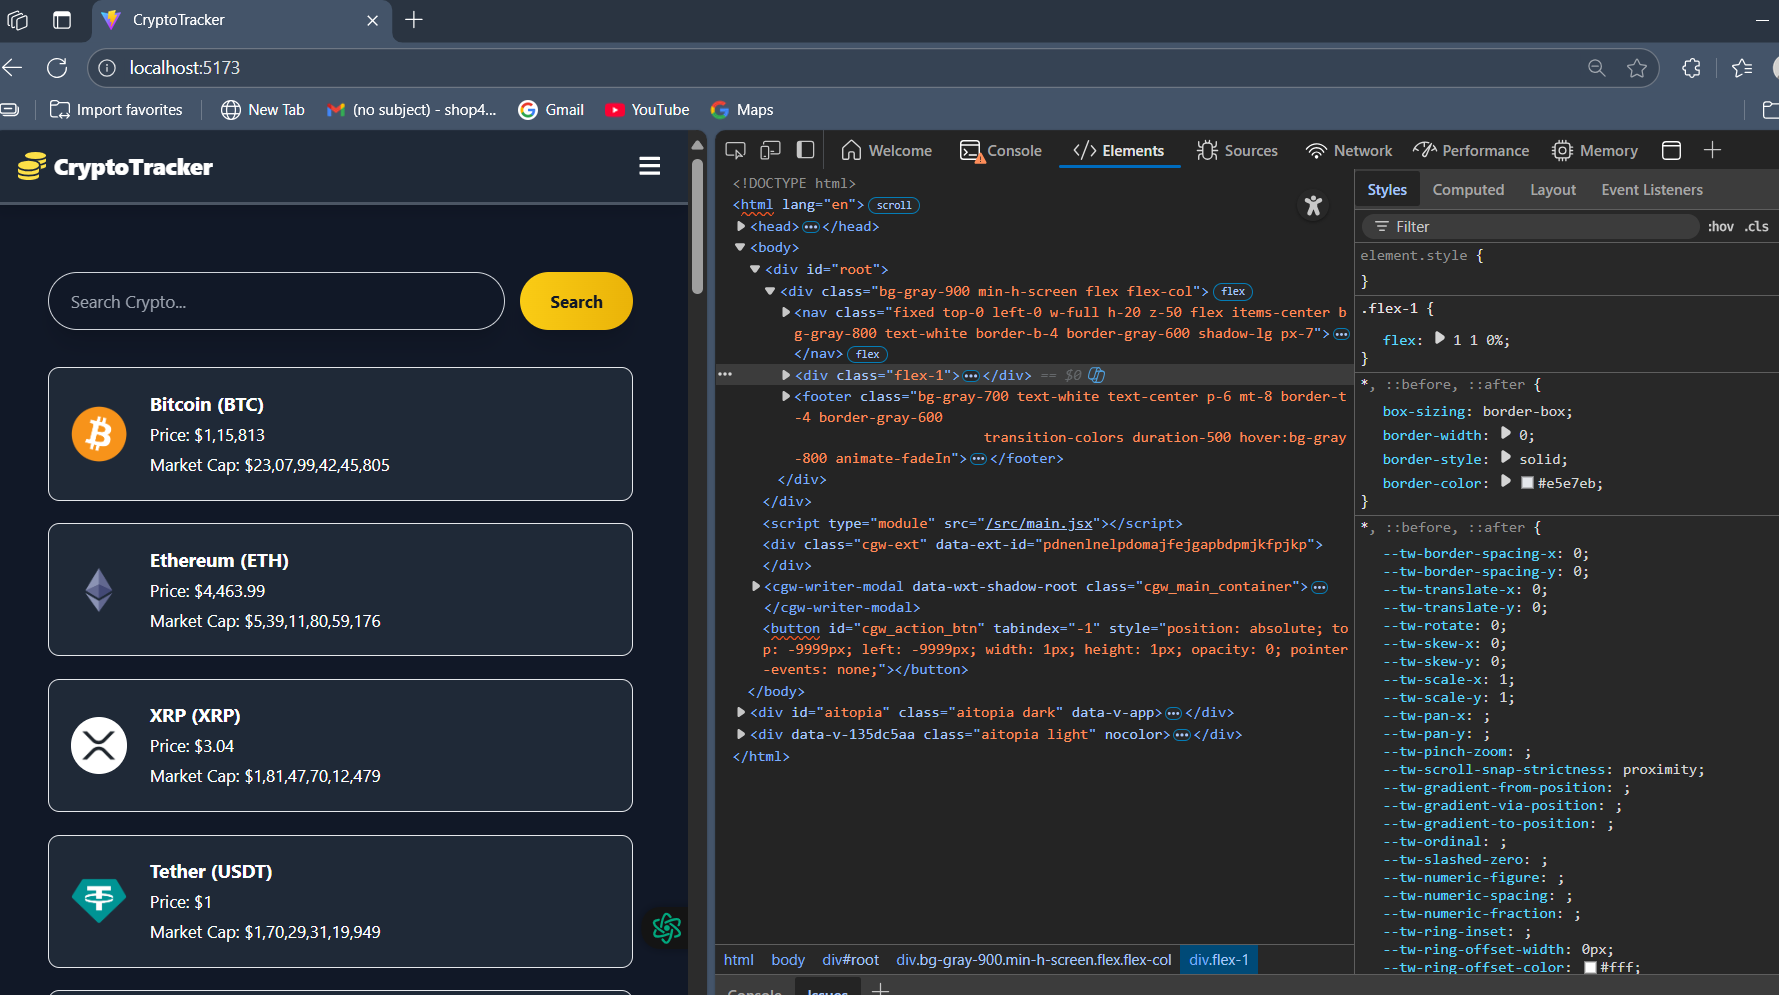 CryptoTracker
localhost:5173
Import favorites
New Tab
(no subject) - shop4...
Gmail
YouTube
Maps
CryptoTracker
Search Crypto...
Search
Bitcoin (BTC)
Price: $1,15,813
Market Cap: $23,07,99,42,45,805
Ethereum (ETH)
Price: $4,463.99
Market Cap: $5,39,11,80,59,176
XRP (XRP)
Price: $3.04
Market Cap: $1,81,47,70,12,479
Tether (USDT)
Price: $1
Market Cap: $1,70,29,31,19,949
Welcome
Console
Elements
Sources
Network
Performance
Memory
<!DOCTYPE html>
<html lang="en"> scroll
<head> </head>
<body>
<div id="root">
<div class="bg-gray-900 min-h-screen flex flex-col"> flex
<nav class="fixed top-0 left-0 w-full h-20 z-50 flex items-center b
g-gray-800 text-white border-b-4 border-gray-600 shadow-lg px-7">
</nav> flex
<div class="flex-1"> </div> == $0
<footer class="bg-gray-700 text-white text-center p-6 mt-8 border-t
-4 border-gray-600
transition-colors duration-500 hover:bg-gray
-800 animate-fadeIn"> </footer>
</div>
</div>
<script type="module" src="/src/main.jsx"></script>
<div class="cgw-ext" data-ext-id="pdnenlnelpdomajfejgapbdpmjkfpjkp">
</div>
<cgw-writer-modal data-wxt-shadow-root class="cgw_main_container">
</cgw-writer-modal>
<button id="cgw_action_btn" tabindex="-1" style="position: absolute; to
p: -9999px; left: -9999px; width: 1px; height: 1px; opacity: 0; pointer
-events: none;"></button>
</body>
<div id="aitopia" class="aitopia dark" data-v-app> </div>
<div data-v-135dc5aa class="aitopia light" nocolor> </div>
</html>
html
body
div#root
div.bg-gray-900.min-h-screen.flex.flex-col
div.flex-1
Console
Issues
Styles
Computed
Layout
Event Listeners
Filter
:hov .cls
element.style {
}
.flex-1 {
flex: 1 1 0%;
}
*, ::before, ::after {
box-sizing: border-box;
border-width: 0;
border-style: solid;
border-color: #e5e7eb;
}
*, ::before, ::after {
--tw-border-spacing-x: 0;
--tw-border-spacing-y: 0;
--tw-translate-x: 0;
--tw-translate-y: 0;
--tw-rotate: 0;
--tw-skew-x: 0;
--tw-skew-y: 0;
--tw-scale-x: 1;
--tw-scale-y: 1;
--tw-pan-x: ;
--tw-pan-y: ;
--tw-pinch-zoom: ;
--tw-scroll-snap-strictness: proximity;
--tw-gradient-from-position: ;
--tw-gradient-via-position: ;
--tw-gradient-to-position: ;
--tw-ordinal: ;
--tw-slashed-zero: ;
--tw-numeric-figure: ;
--tw-numeric-spacing: ;
--tw-numeric-fraction: ;
--tw-ring-inset: ;
--tw-ring-offset-width: 0px;
--tw-ring-offset-color: #fff;